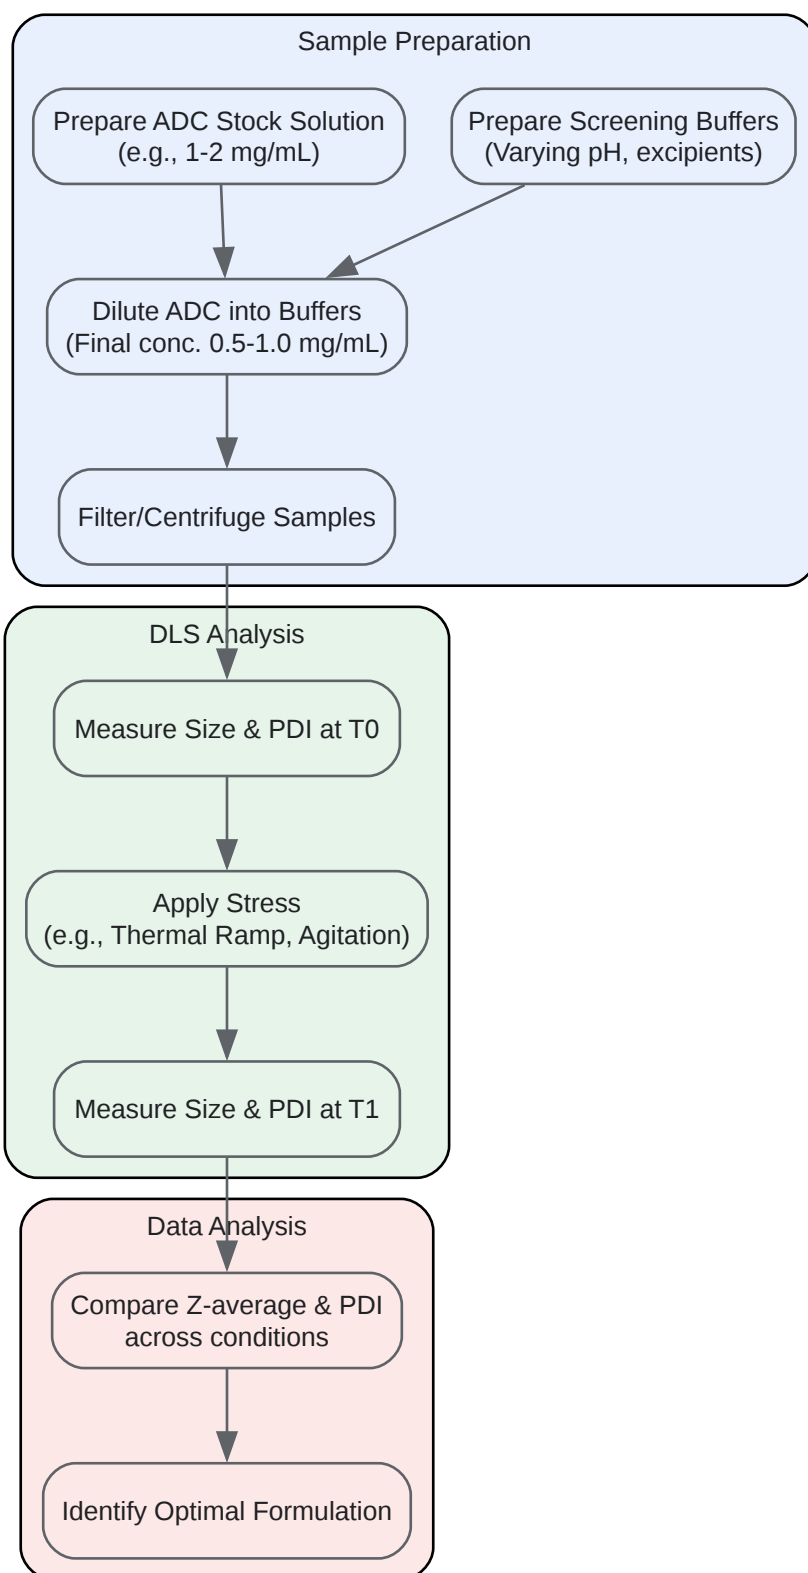 Sample Preparation
Prepare ADC Stock Solution
(e.g., 1-2 mg/mL)
Prepare Screening Buffers
(Varying pH, excipients)
Dilute ADC into Buffers
(Final conc. 0.5-1.0 mg/mL)
Filter/Centrifuge Samples
DLS Analysis
Measure Size & PDI at T0
Apply Stress
(e.g., Thermal Ramp, Agitation)
Measure Size & PDI at T1
Data Analysis
Compare Z-average & PDI
across conditions
Identify Optimal Formulation